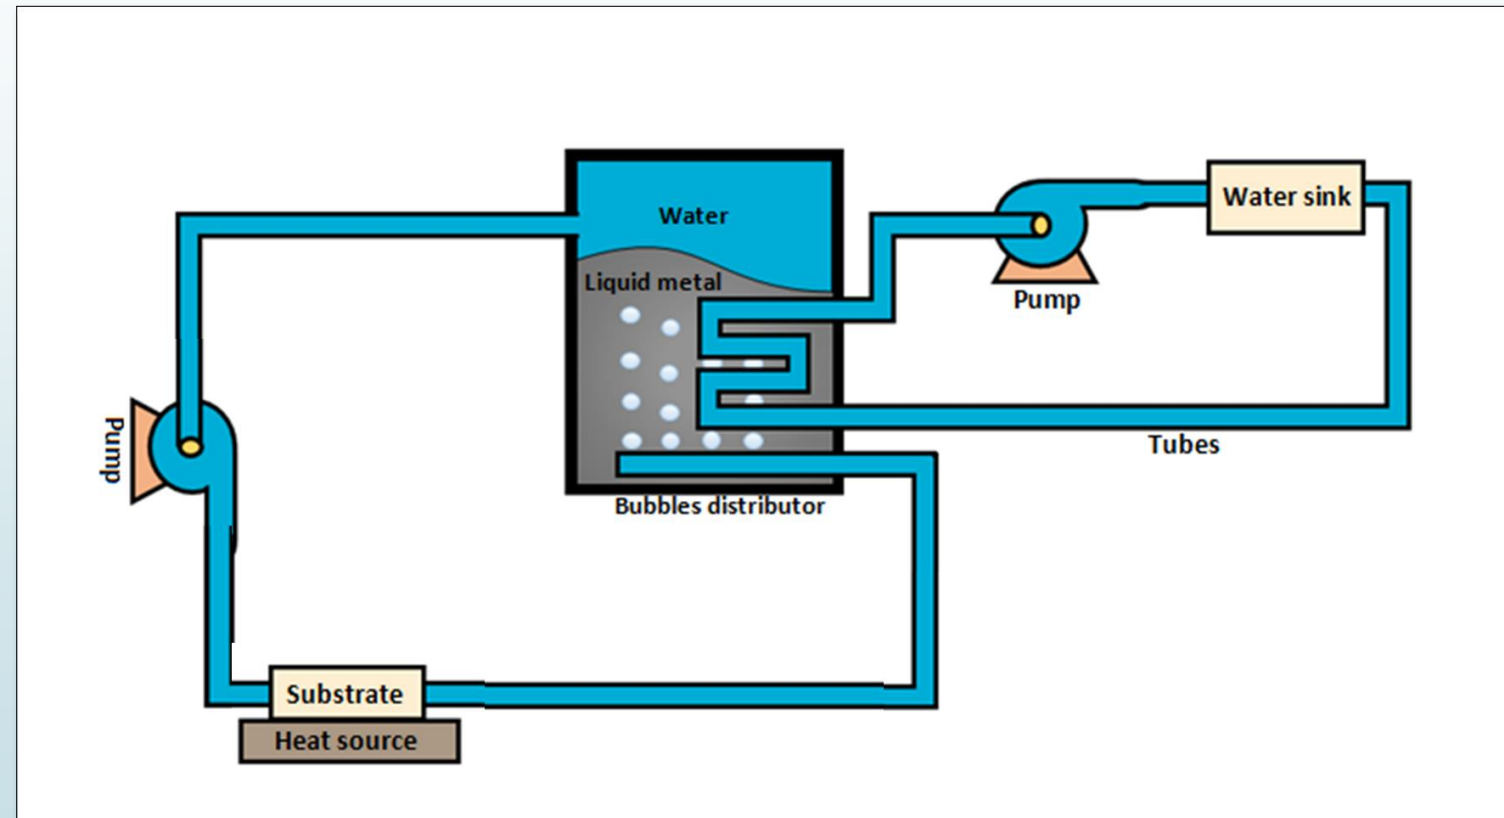 Water
Water sink
Liquid metal
Pump
Pump
Tubes
Bubbles distributor
Substrate
Heat source